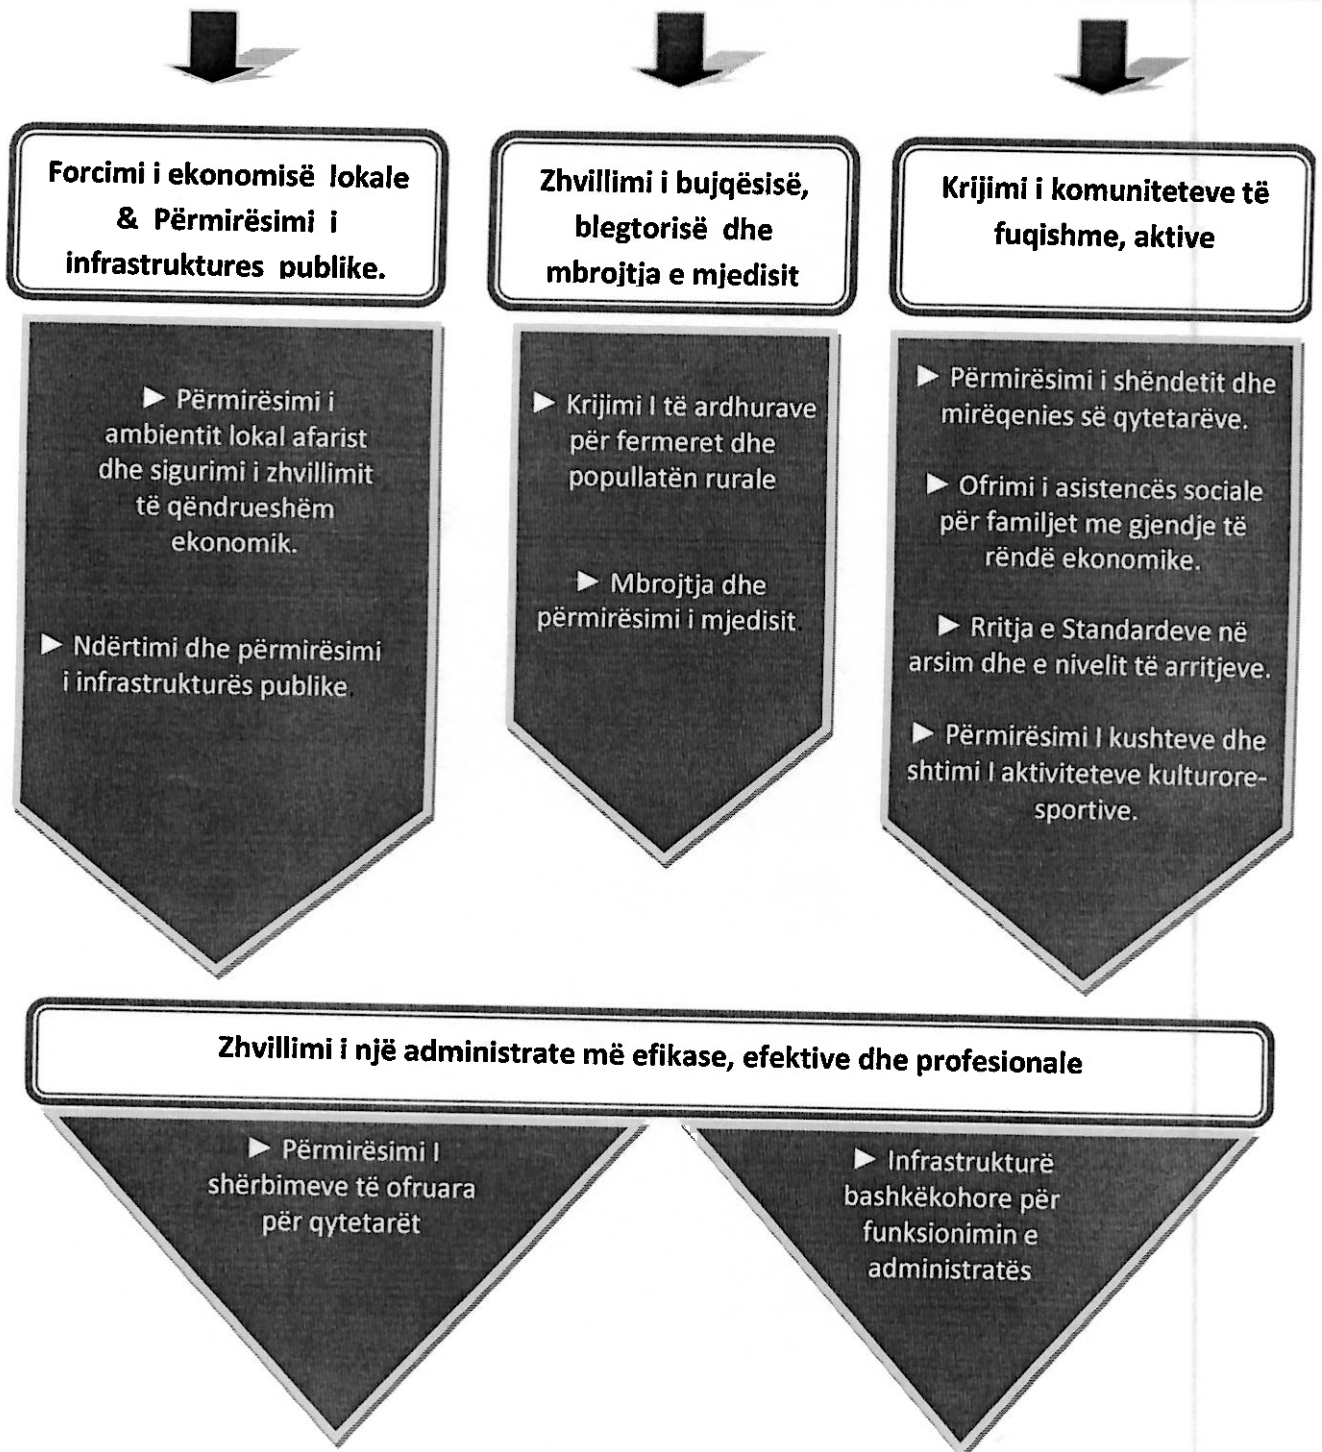 Forcimi i ekonomisë lokale
& Përmirësimi i
infrastruktures publike.
Zhvillimi i bujqësisë,
blegtorisë dhe
mbrojtja e mjedisit
Krijimi i komuniteteve të
fuqishme, aktive
► Përmirësimi i
ambientit lokal afarist
dhe sigurimi i zhvillimit
të qëndrueshëm
ekonomik.
► Ndërtimi dhe përmirësimi
i infrastrukturës publike.
► Krijimi I të ardhurave
për fermeret dhe
popullatën rurale
► Mbrojtja dhe
përmirësimi i mjedisit.
► Përmirësimi i shëndetit dhe
mirëqenies së qytetarëve.
► Ofrimi i asistencës sociale
për familjet me gjendje të
rëndë ekonomike.
► Rritja e Standardeve në
arsim dhe e nivelit të arritjeve.
► Përmirësimi I kushteve dhe
shtimi I aktiviteteve kulturore-
sportive.
Zhvillimi i një administrate më efikase, efektive dhe profesionale
► Përmirësimi I
shërbimeve të ofruara
për qytetarët
► Infrastrukturë
bashkëkohore për
funksionimin e
administratës